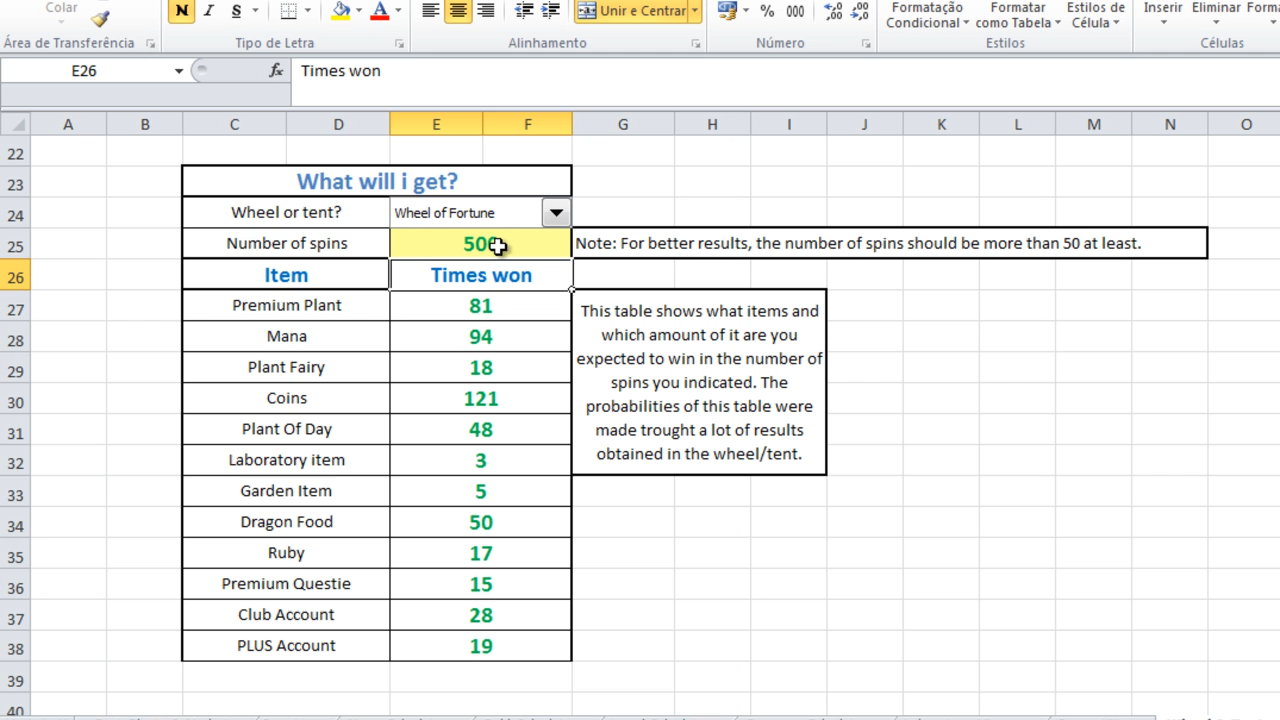 Colar
N I S
Unir e Centrar
% 000
Formatação Condicional
Formatar como Tabela
Estilos de Célula
Inserir Eliminar
Área de Transferência Tipo de Letra Alinhamento Número Estilos Células
E26 fx Times won
A B C D E F G H I J K L M N O
22
23 What will i get?
24 Wheel or tent? Wheel of Fortune
25 Number of spins 500 Note: For better results, the number of spins should be more than 50 at least.
26 Item Times won
27 Premium Plant 81
28 Mana 94
29 Plant Fairy 18
30 Coins 121
31 Plant Of Day 48
32 Laboratory item 3
33 Garden Item 5
34 Dragon Food 50
35 Ruby 17
36 Premium Questie 15
37 Club Account 28
38 PLUS Account 19
39
40
This table shows what items and
which amount of it are you
expected to win in the number of
spins you indicated. The
probabilities of this table were
made trought a lot of results
obtained in the wheel/tent.